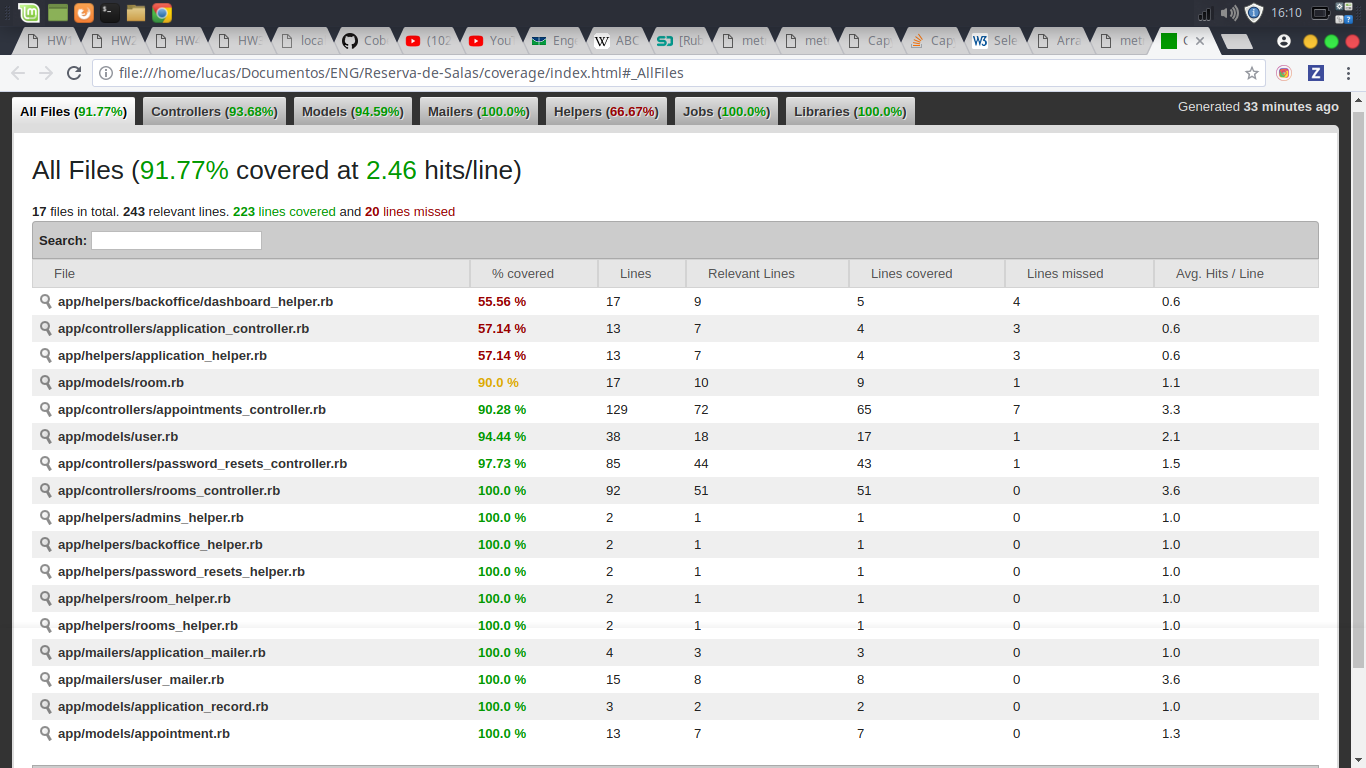 16:10
HW1 HW2 HW4 HW3 loca Cob (102 You Enge ABC [Rub met met Cap Cap Sele Arra met C
file:///home/lucas/Documentos/ENG/Reserva-de-Salas/coverage/index.html#_AllFiles
All Files (91.77%) Controllers (93.68%) Models (94.59%) Mailers (100.0%) Helpers (66.67%) Jobs (100.0%) Libraries (100.0%) Generated 33 minutes ago
All Files (91.77% covered at 2.46 hits/line)
17 files in total. 243 relevant lines. 223 lines covered and 20 lines missed
Search:
File % covered Lines Relevant Lines Lines covered Lines missed Avg. Hits / Line
app/helpers/backoffice/dashboard_helper.rb 55.56 % 17 9 5 4 0.6
app/controllers/application_controller.rb 57.14 % 13 7 4 3 0.6
app/helpers/application_helper.rb 57.14 % 13 7 4 3 0.6
app/models/room.rb 90.0 % 17 10 9 1 1.1
app/controllers/appointments_controller.rb 90.28 % 129 72 65 7 3.3
app/models/user.rb 94.44 % 38 18 17 1 2.1
app/controllers/password_resets_controller.rb 97.73 % 85 44 43 1 1.5
app/controllers/rooms_controller.rb 100.0 % 92 51 51 0 3.6
app/helpers/admins_helper.rb 100.0 % 2 1 1 0 1.0
app/helpers/backoffice_helper.rb 100.0 % 2 1 1 0 1.0
app/helpers/password_resets_helper.rb 100.0 % 2 1 1 0 1.0
app/helpers/room_helper.rb 100.0 % 2 1 1 0 1.0
app/helpers/rooms_helper.rb 100.0 % 2 1 1 0 1.0
app/mailers/application_mailer.rb 100.0 % 4 3 3 0 1.0
app/mailers/user_mailer.rb 100.0 % 15 8 8 0 3.6
app/models/application_record.rb 100.0 % 3 2 2 0 1.0
app/models/appointment.rb 100.0 % 13 7 7 0 1.3